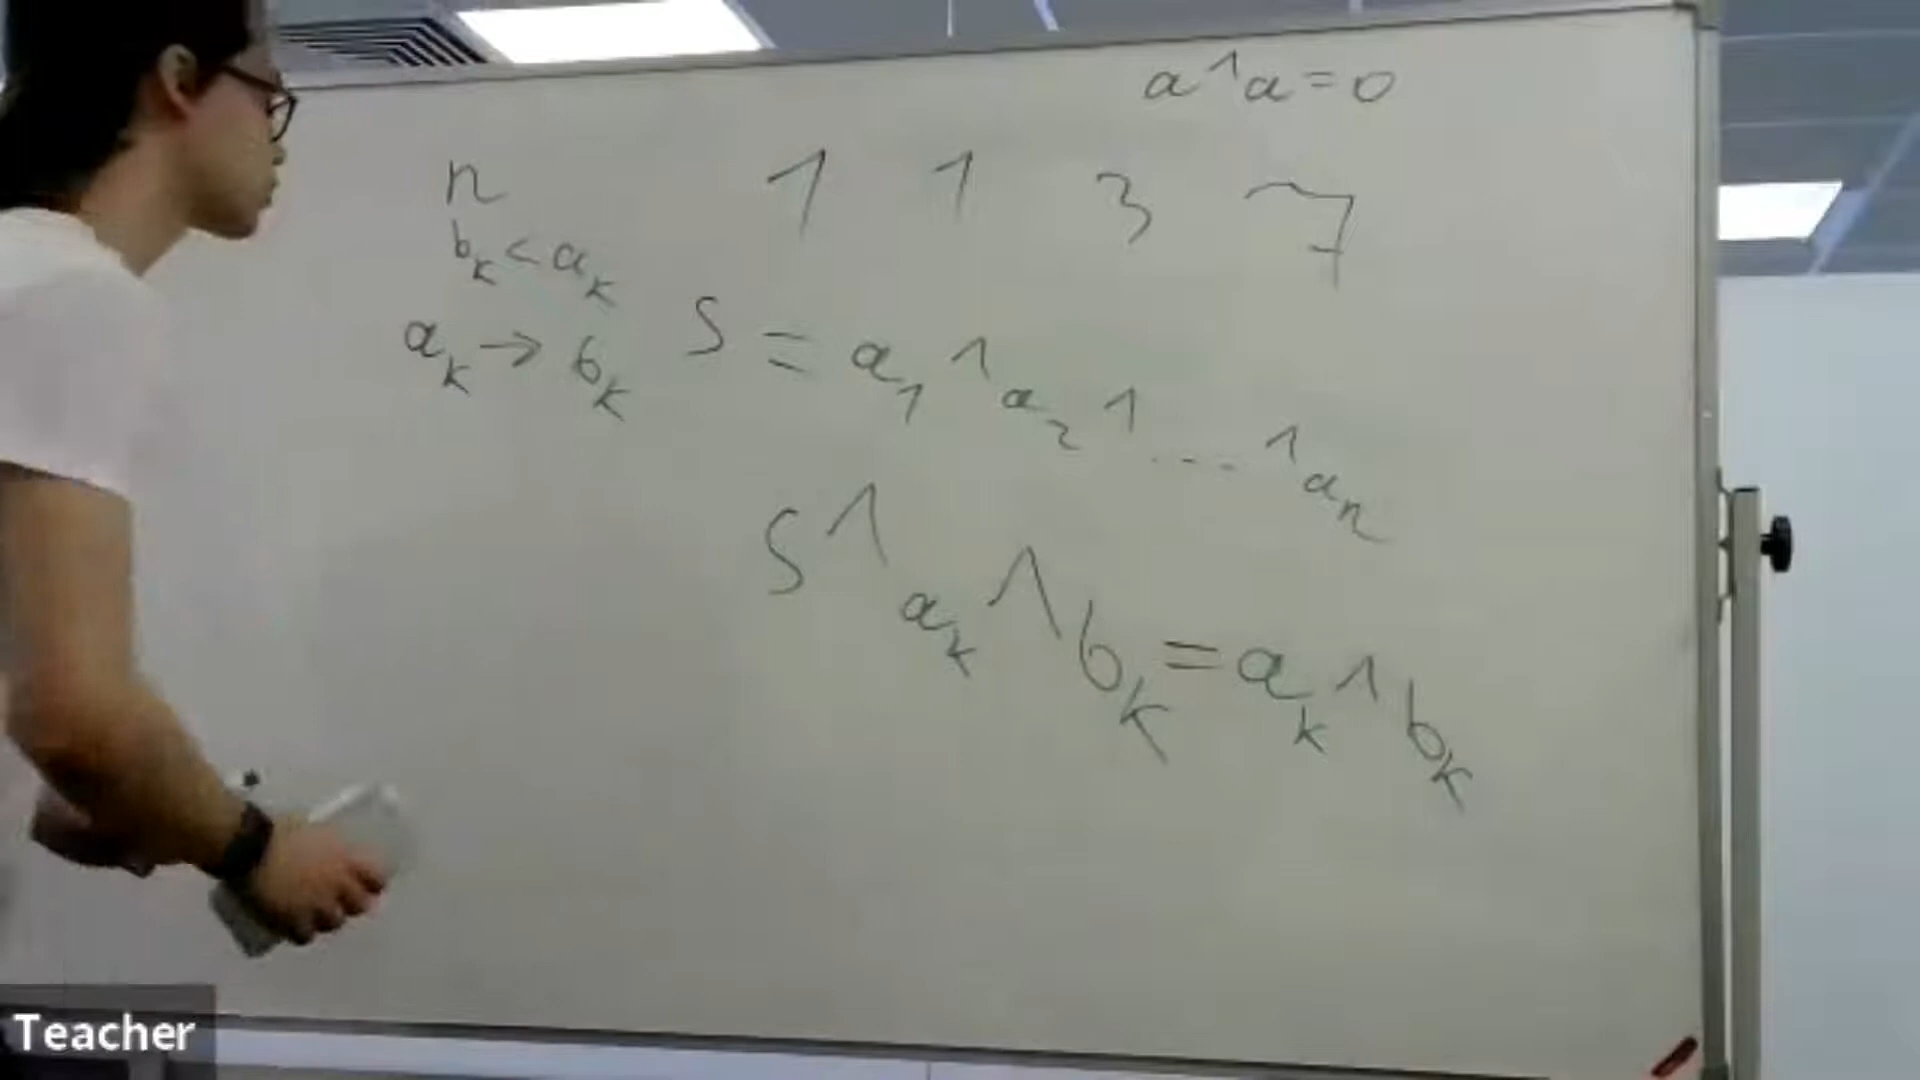 a^a=0
n 1 1 3 7
b_k < a_k
a_k → b_k S = a_1 ^ a_2 ^ ... ^ a_n
S ^ a_k ^ b_k = a_k ^ b_k
Teacher